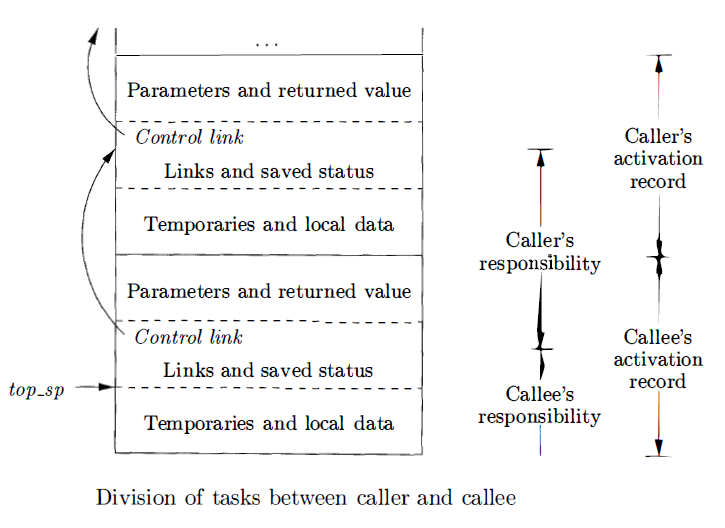 ...
Parameters and returned value
Control link
Links and saved status
Temporaries and local data
Parameters and returned value
Control link
Links and saved status
top_sp
Temporaries and local data
Caller's
responsibility
Callee's
responsibility
Caller's
activation
record
Callee's
activation
record
Division of tasks between caller and callee